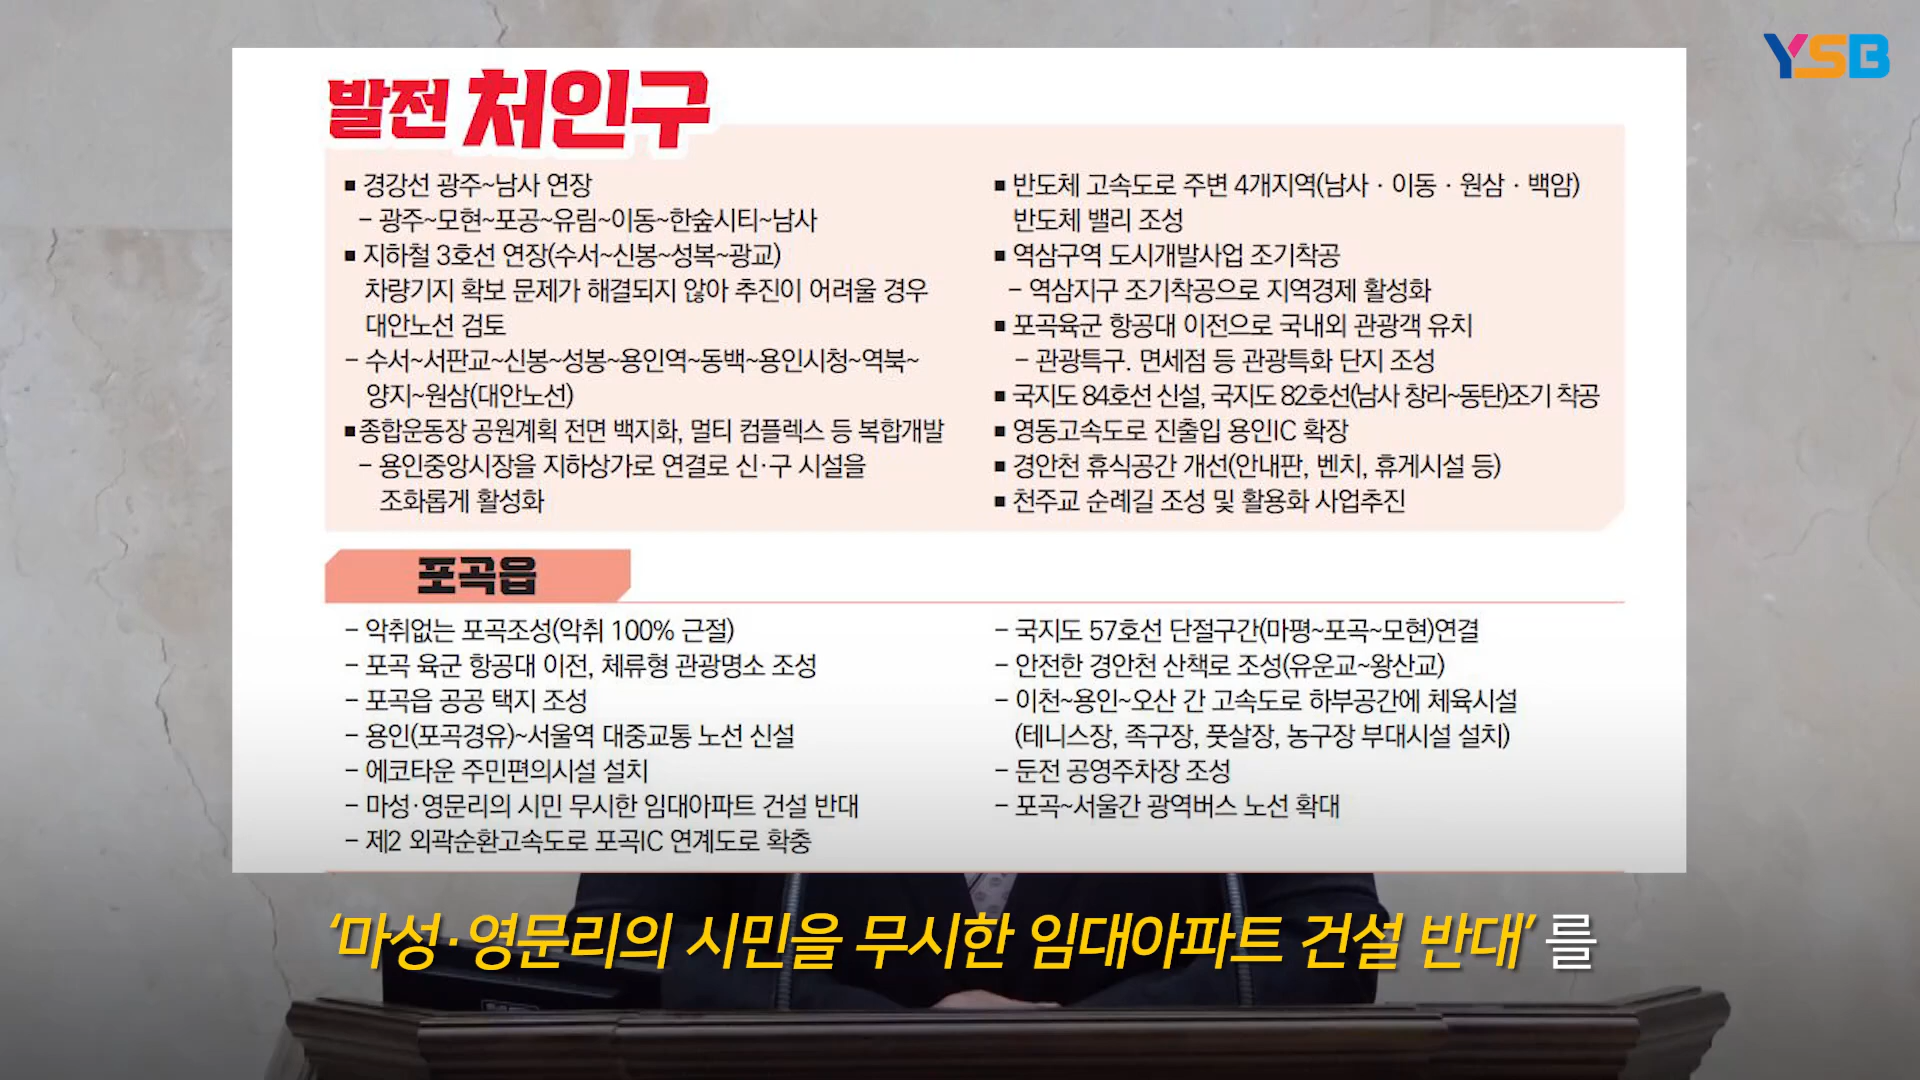 YSB
발전 처인구
■ 경강선 광주~남사 연장
– 광주~모현~포공~유림~이동~한숲시티~남사
■ 지하철 3호선 연장(수서~신봉~성복~광교)
차량기지 확보 문제가 해결되지 않아 추진이 어려울 경우
대안노선 검토
– 수서~서판교~신봉~성봉~용인역~동백~용인시청~역북~
양지~원삼(대안노선)
■종합운동장 공원계획 전면 백지화, 멀티 컴플렉스 등 복합개발
– 용인중앙시장을 지하상가로 연결로 신·구 시설을
조화롭게 활성화
■ 반도체 고속도로 주변 4개지역(남사 · 이동 · 원삼 · 백암)
반도체 밸리 조성
■ 역삼구역 도시개발사업 조기착공
– 역삼지구 조기착공으로 지역경제 활성화
■ 포곡육군 항공대 이전으로 국내외 관광객 유치
– 관광특구. 면세점 등 관광특화 단지 조성
■ 국지도 84호선 신설, 국지도 82호선(남사 창리~동탄)조기 착공
■ 영동고속도로 진출입 용인IC 확장
■ 경안천 휴식공간 개선(안내판, 벤치, 휴게시설 등)
■ 천주교 순례길 조성 및 활용화 사업추진
포곡읍
– 악취없는 포곡조성(악취 100% 근절)
– 포곡 육군 항공대 이전, 체류형 관광명소 조성
– 포곡읍 공공 택지 조성
– 용인(포곡경유)~서울역 대중교통 노선 신설
– 에코타운 주민편의시설 설치
– 마성·영문리의 시민 무시한 임대아파트 건설 반대
– 제2 외곽순환고속도로 포곡IC 연계도로 확충
– 국지도 57호선 단절구간(마평~포곡~모현)연결
– 안전한 경안천 산책로 조성(유운교~왕산교)
– 이천~용인~오산 간 고속도로 하부공간에 체육시설
(테니스장, 족구장, 풋살장, 농구장 부대시설 설치)
– 둔전 공영주차장 조성
– 포곡~서울간 광역버스 노선 확대
‘마성·영문리의 시민을 무시한 임대아파트 건설 반대’를